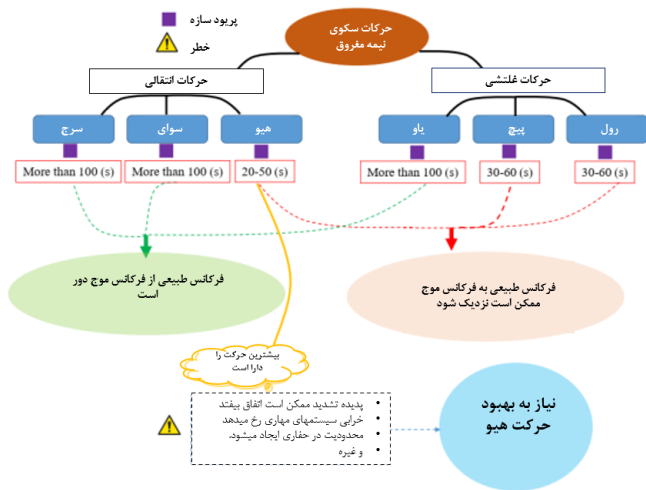 پریود سازه
خطر
حرکات سکوی
نیمه مغروق
حرکات انتقالی
حرکات غلتشی
سرج
سوای
هیو
یاو
پیچ
رول
More than 100 (s)
More than 100 (s)
20-50 (s)
More than 100 (s)
30-60 (s)
30-60 (s)
فرکانس طبیعی از فرکانس موج دور
است
فرکانس طبیعی به فرکانس موج
ممکن است نزدیک شود
بیشترین حرکت را
دارا است
• پدیده تشدید ممکن است اتفاق بیفتد
• خرابی سیستمهای مهاری رخ میدهد
• محدودیت در حفاری ایجاد میشود.
• و غیره
نیاز به بهبود
حرکت هیو